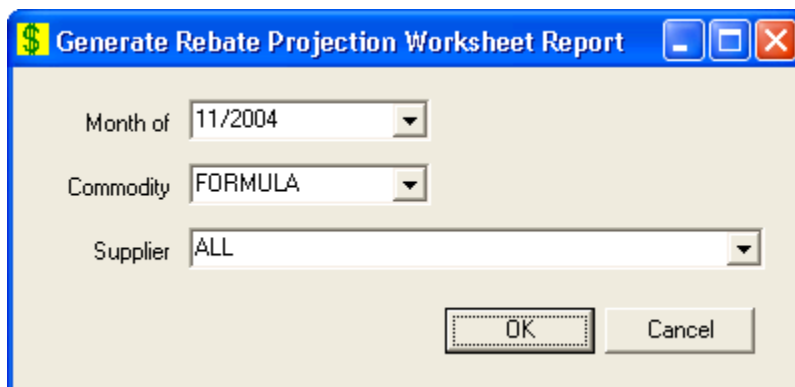 $ Generate Rebate Projection Worksheet Report
Month of 11/2004
Commodity FORMULA
Supplier ALL
OK Cancel